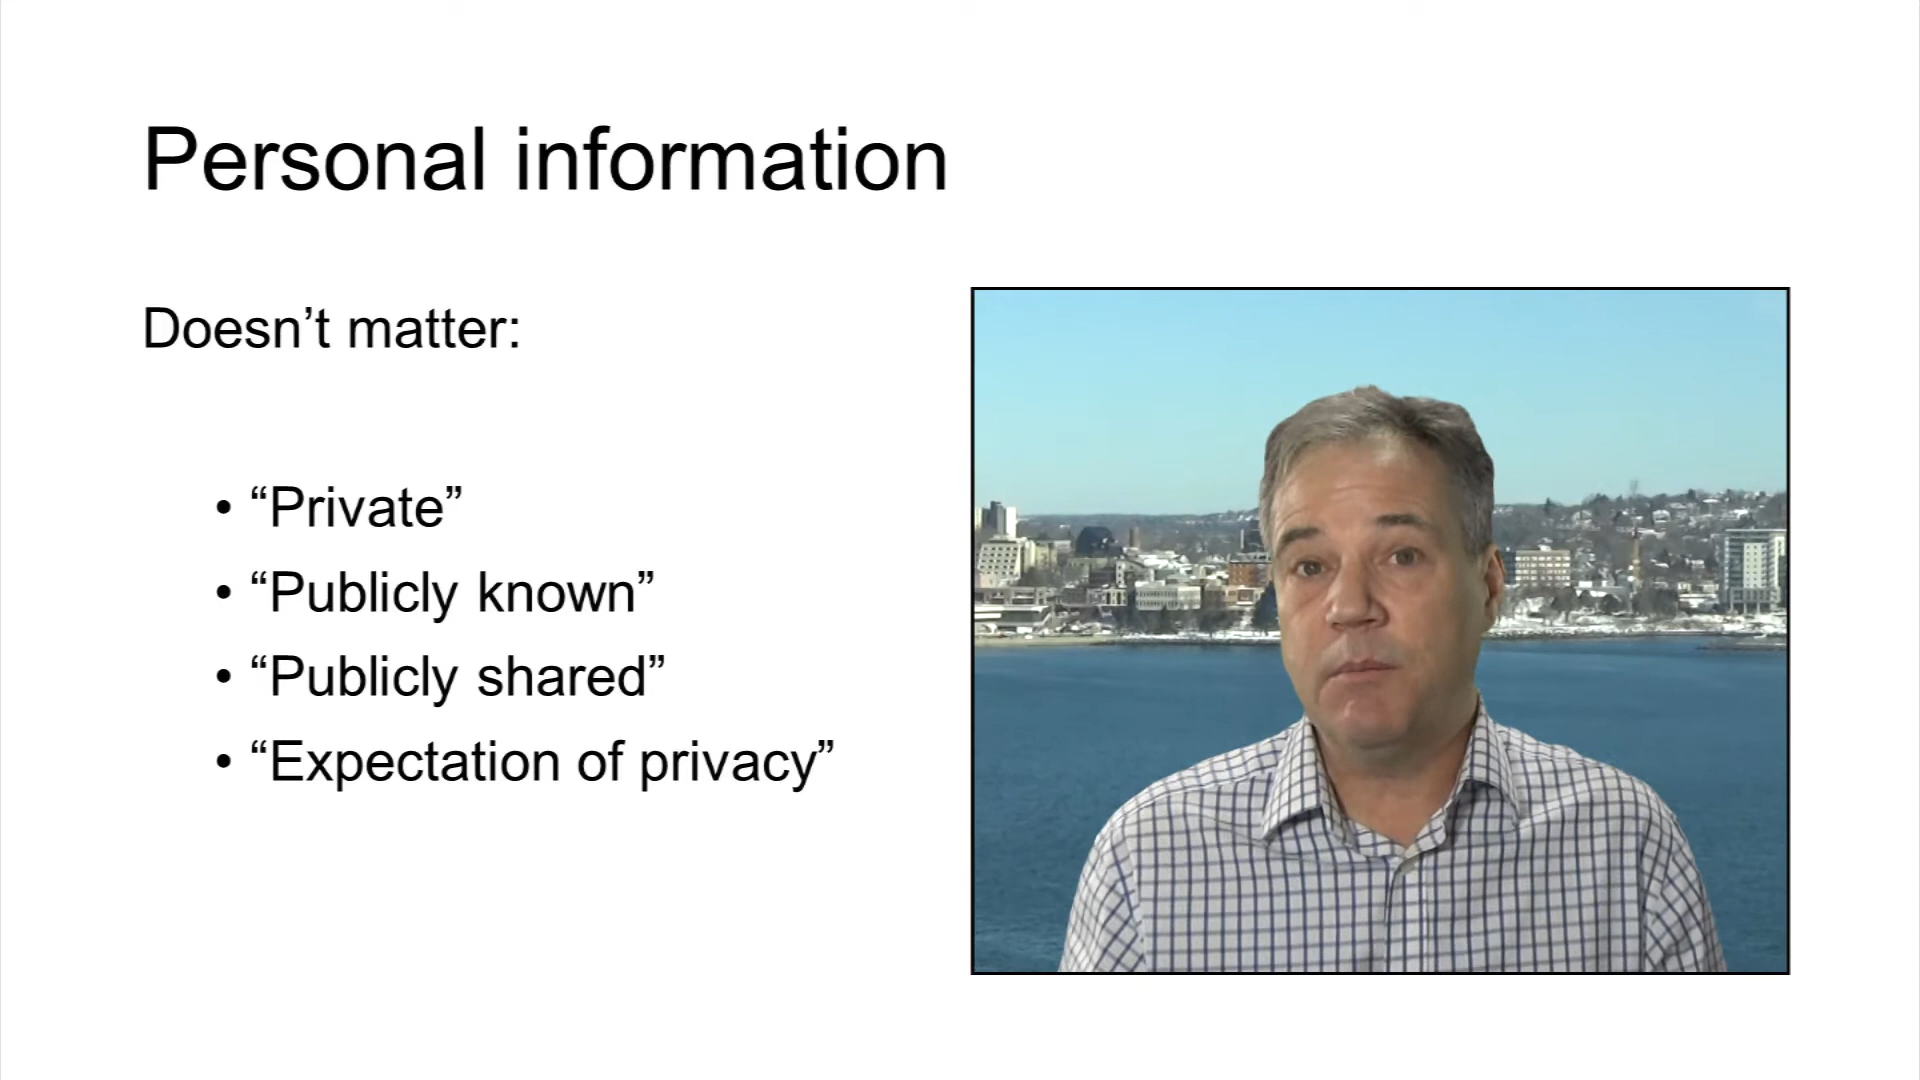 Personal information
Doesn’t matter:
• “Private”
• “Publicly known”
• “Publicly shared”
• “Expectation of privacy”